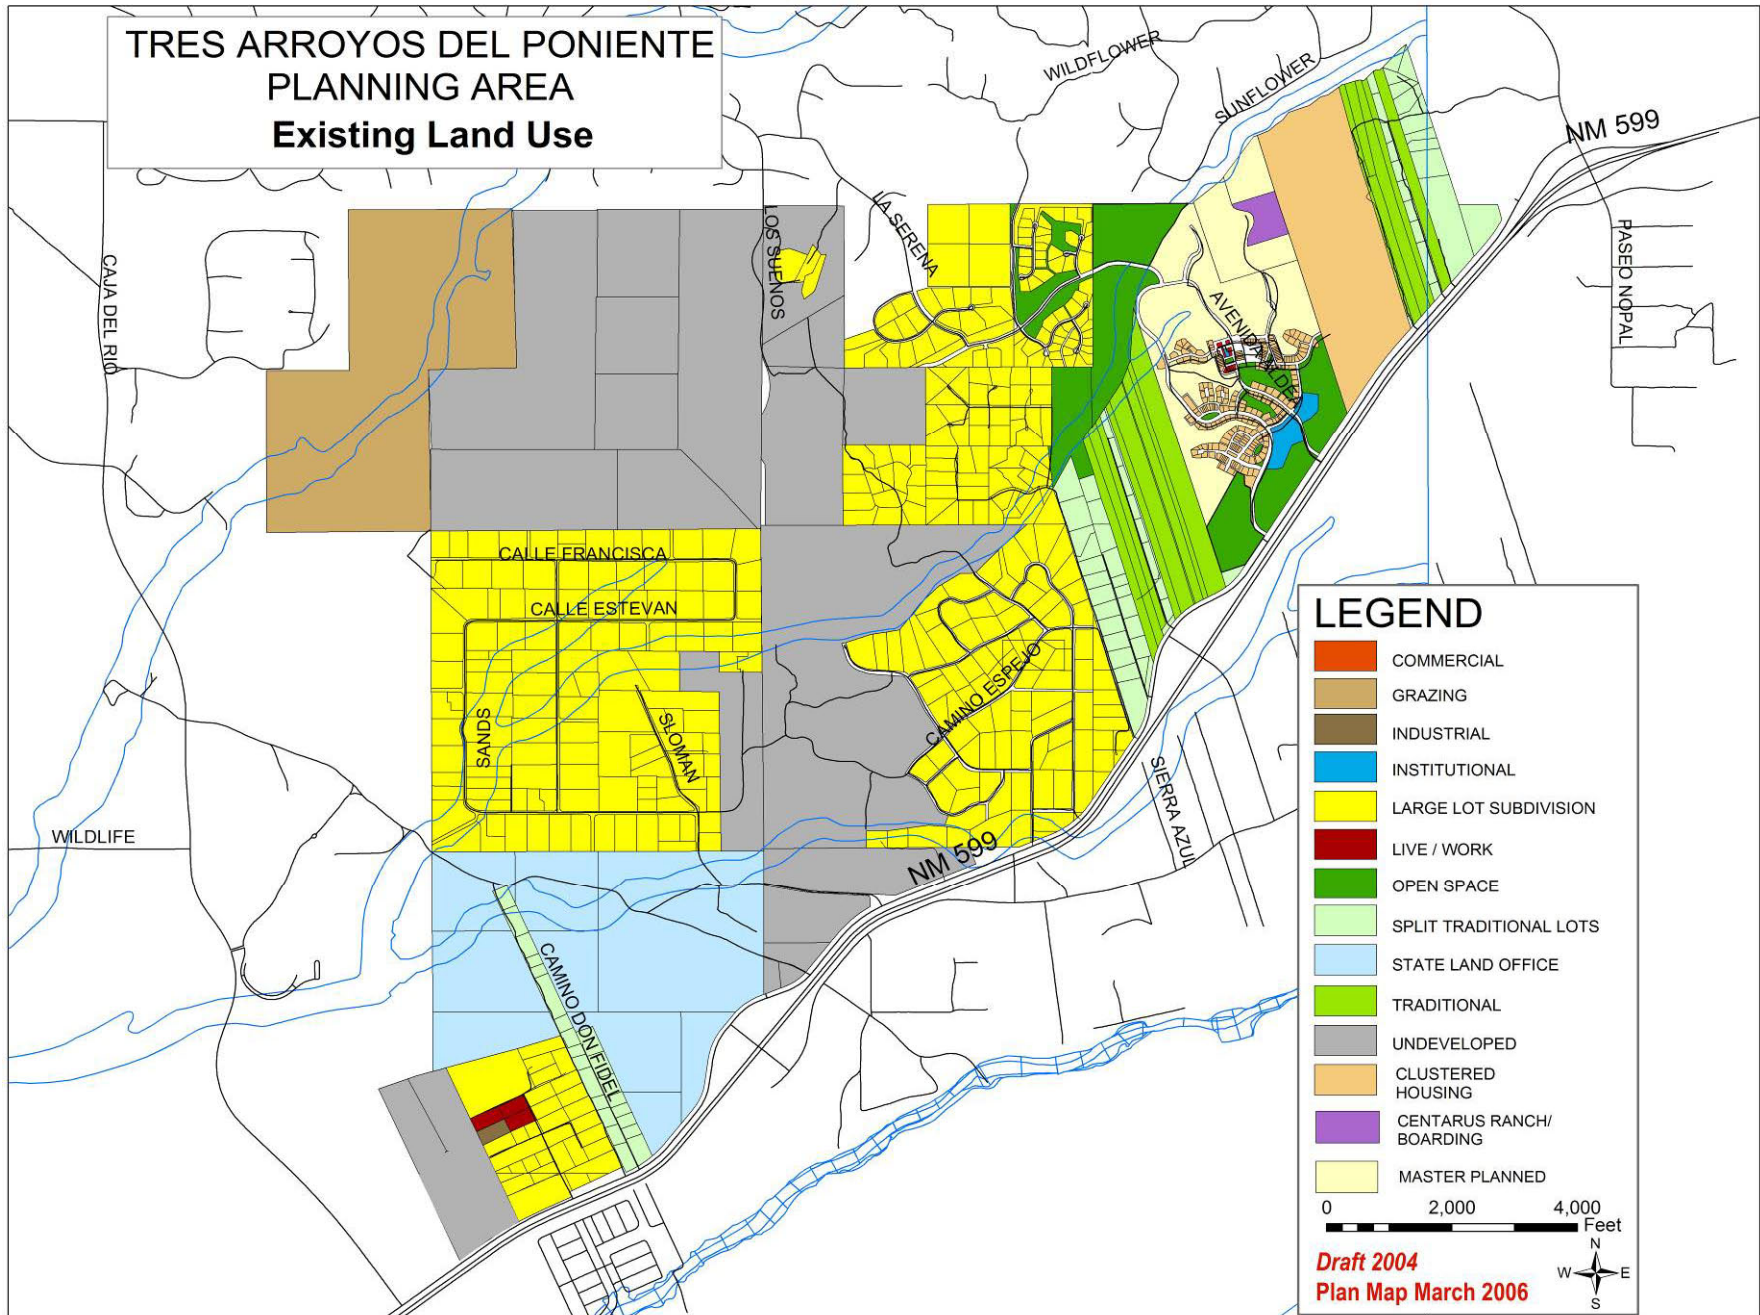 TRES ARROYOS DEL PONIENTE
PLANNING AREA
Existing Land Use
WILDFLOWER
SUNFLOWER
NM 599
PASEO NOPAL
CAJA DEL RIO
LOS SUENOS
LA SERENA
AVENIDA ALDEA
CALLE FRANCISCA
CALLE ESTEVAN
SANDS
SLOMAN
CAMINO ESPEJO
SIERRA AZUL
WILDLIFE
NM 599
CAMINO DON FIDEL
LEGEND
COMMERCIAL
GRAZING
INDUSTRIAL
INSTITUTIONAL
LARGE LOT SUBDIVISION
LIVE / WORK
OPEN SPACE
SPLIT TRADITIONAL LOTS
STATE LAND OFFICE
TRADITIONAL
UNDEVELOPED
CLUSTERED
HOUSING
CENTARUS RANCH/
BOARDING
MASTER PLANNED
0 2,000 4,000
Feet
Draft 2004
Plan Map March 2006
N
W E
S